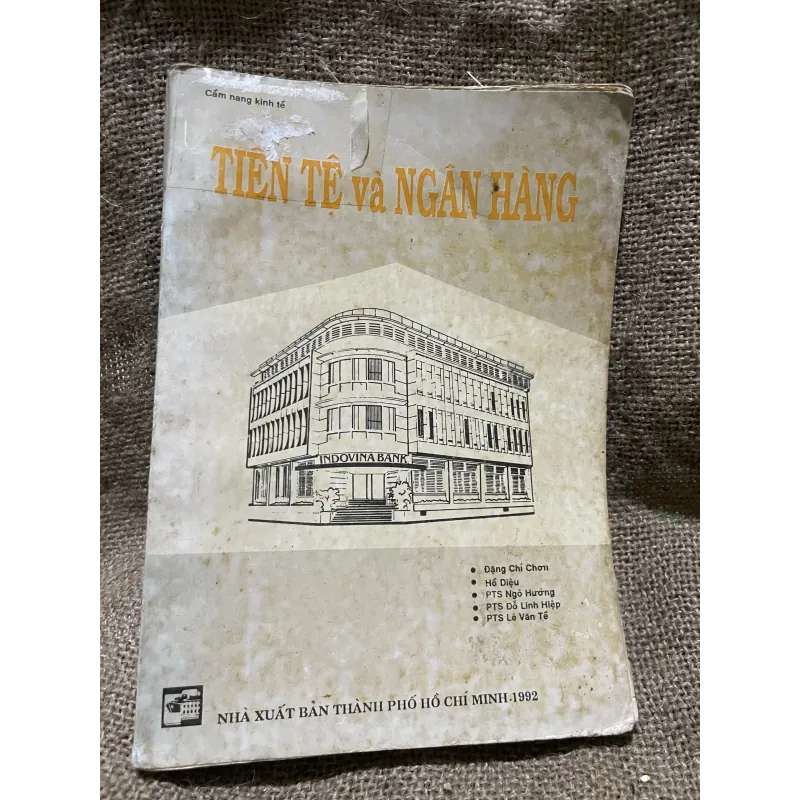 Cẩm nang kinh tế
TIỀN TỆ và NGÂN HÀNG
INDOVINA BANK
• Đặng Chí Chơn
• Hồ Diệu
• PTS Ngô Hướng
• PTS Đỗ Linh Hiệp
• PTS Lê Văn Tề
NHÀ XUẤT BẢN THÀNH PHỐ HỒ CHÍ MINH 1992